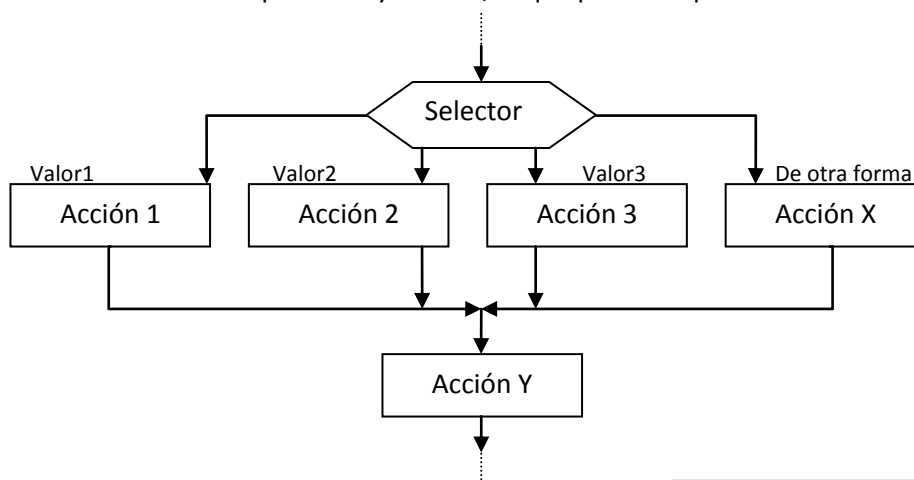 Selector
Valor1 Valor2 Valor3 De otra forma
Acción 1 Acción 2 Acción 3 Acción X
Acción Y